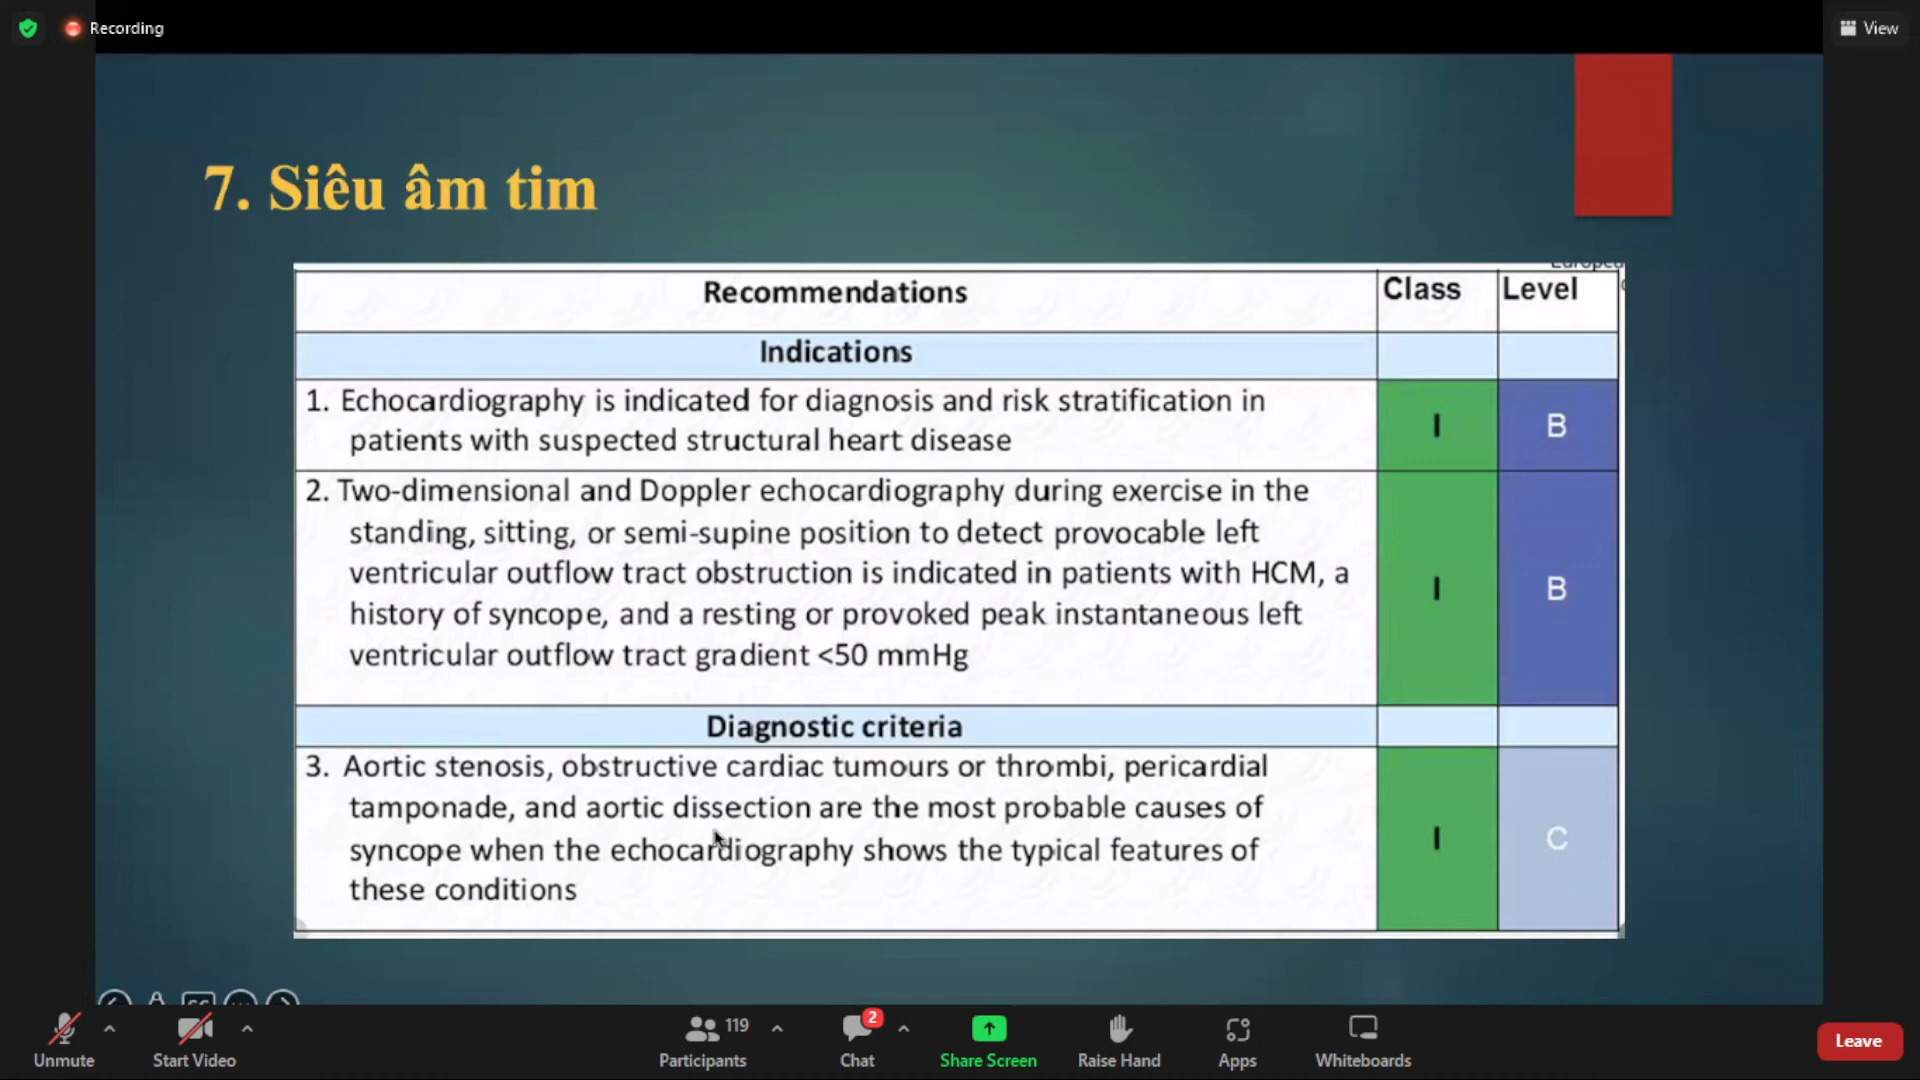 Recording
View
7. Siêu âm tim
Recommendations
Class
Level
Indications
1. Echocardiography is indicated for diagnosis and risk stratification in
patients with suspected structural heart disease
I
B
2. Two-dimensional and Doppler echocardiography during exercise in the
standing, sitting, or semi-supine position to detect provocable left
ventricular outflow tract obstruction is indicated in patients with HCM, a
history of syncope, and a resting or provoked peak instantaneous left
ventricular outflow tract gradient <50 mmHg
I
B
Diagnostic criteria
3. Aortic stenosis, obstructive cardiac tumours or thrombi, pericardial
tamponade, and aortic dissection are the most probable causes of
syncope when the echocardiography shows the typical features of
these conditions
I
C
Unmute
Start Video
119
Participants
2
Chat
Share Screen
Raise Hand
Apps
Whiteboards
Leave